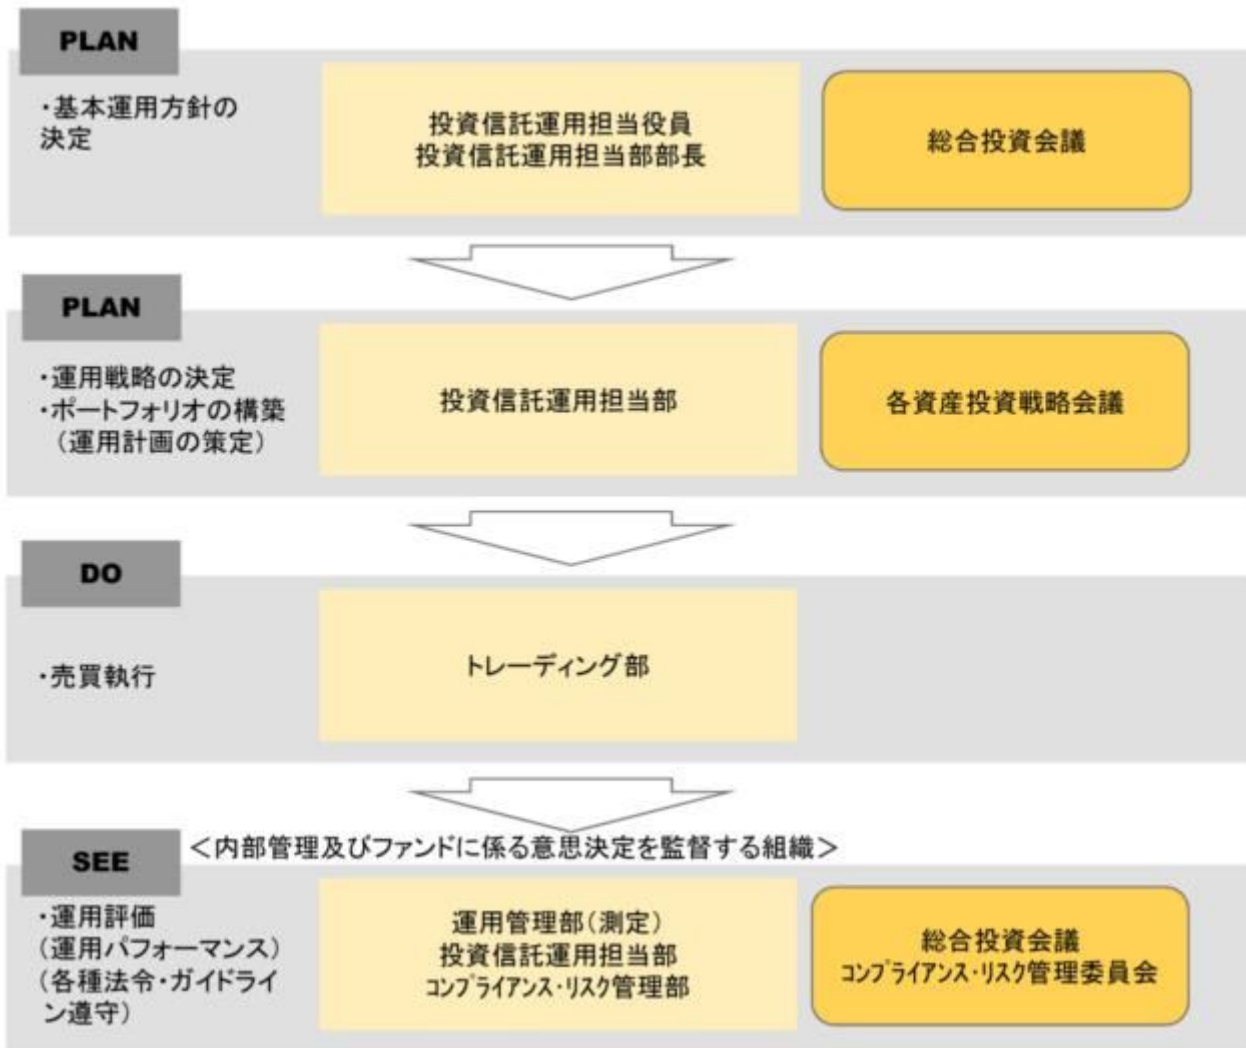 PLAN
・基本運用方針の
決定
投資信託運用担当役員
投資信託運用担当部部長
総合投資会議
PLAN
・運用戦略の決定
・ポートフォリオの構築
(運用計画の策定)
投資信託運用担当部
各資産投資戦略会議
DO
・売買執行
トレーディング部
SEE
＜内部管理及びファンドに係る意思決定を監督する組織＞
・運用評価
(運用パフォーマンス)
(各種法令・ガイドライ
ン遵守)
運用管理部(測定)
投資信託運用担当部
ｺﾝﾌﾟﾗｲｱﾝｽ･ﾘｽｸ管理部
総合投資会議
ｺﾝﾌﾟﾗｲｱﾝｽ･ﾘｽｸ管理委員会